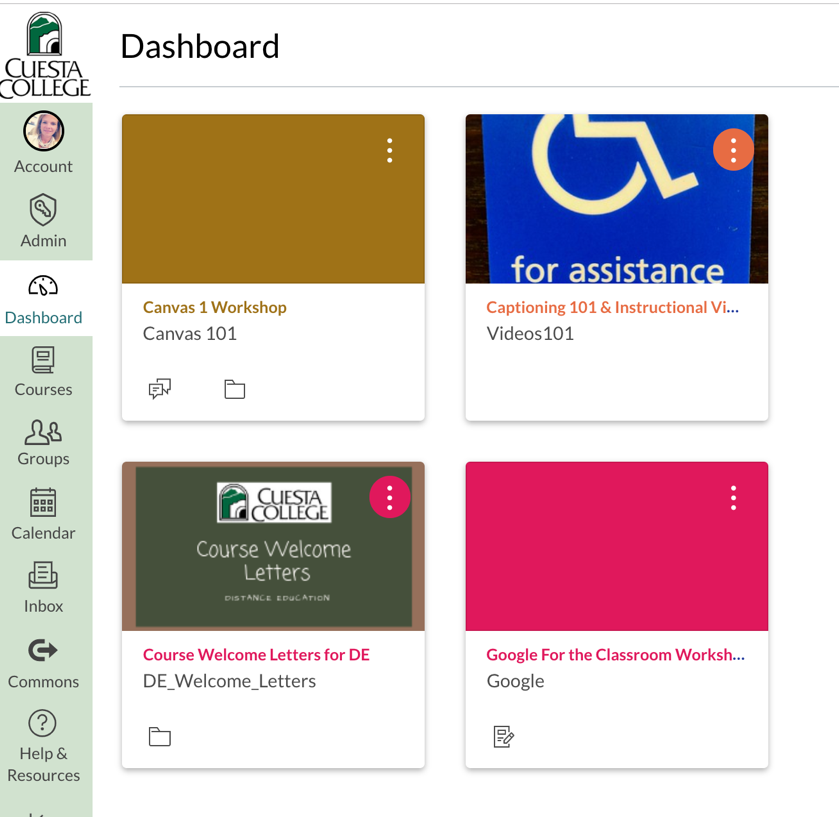 CUESTA
COLLEGE
Account
Admin
Dashboard
Courses
Groups
Calendar
Inbox
Commons
Help &
Resources
Dashboard
Canvas 1 Workshop
Canvas 101
for assistance
Captioning 101 & Instructional Vi...
Videos101
CUESTA
COLLEGE
Course Welcome
Letters
DISTANCE EDUCATION
Course Welcome Letters for DE
DE_Welcome_Letters
Google For the Classroom Worksh...
Google